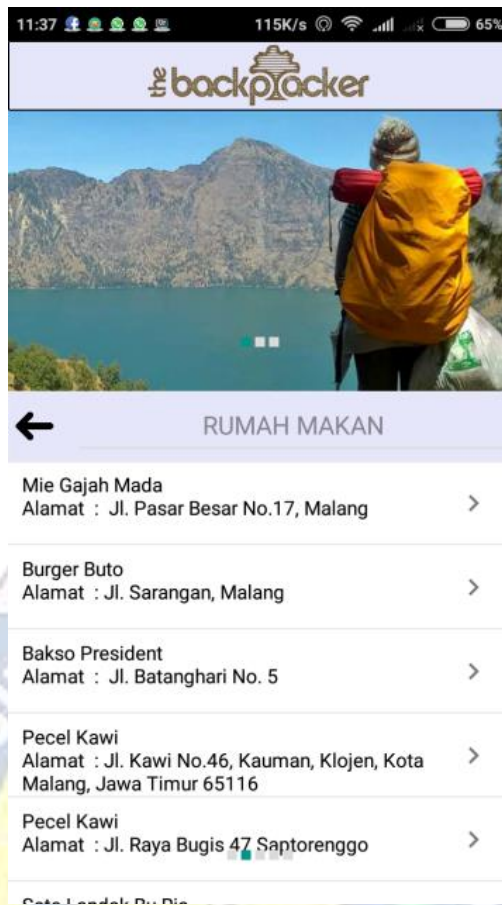 11:37
115K/s
65%
the backpacker
RUMAH MAKAN
Mie Gajah Mada
Alamat : Jl. Pasar Besar No.17, Malang
Burger Buto
Alamat : Jl. Sarangan, Malang
Bakso President
Alamat : Jl. Batanghari No. 5
Pecel Kawi
Alamat : Jl. Kawi No.46, Kauman, Klojen, Kota
Malang, Jawa Timur 65116
Pecel Kawi
Alamat : Jl. Raya Bugis 47 Saptorenggo